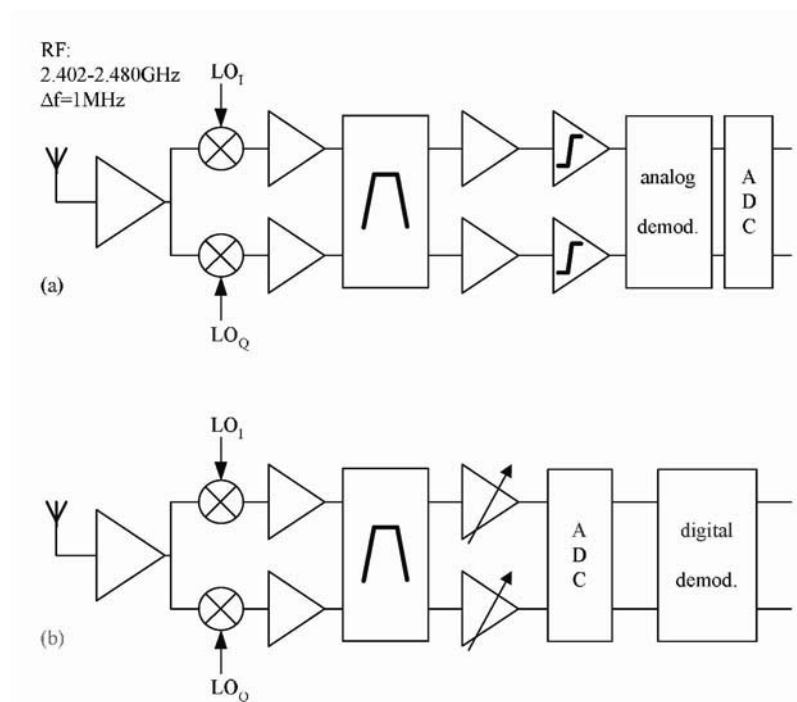 RF:
2.402-2.480GHz
Δf=1MHz
LO_I
analog
demod.
A
D
C
(a)
LO_Q
LO_I
A
D
C
digital
demod.
(b)
LO_Q